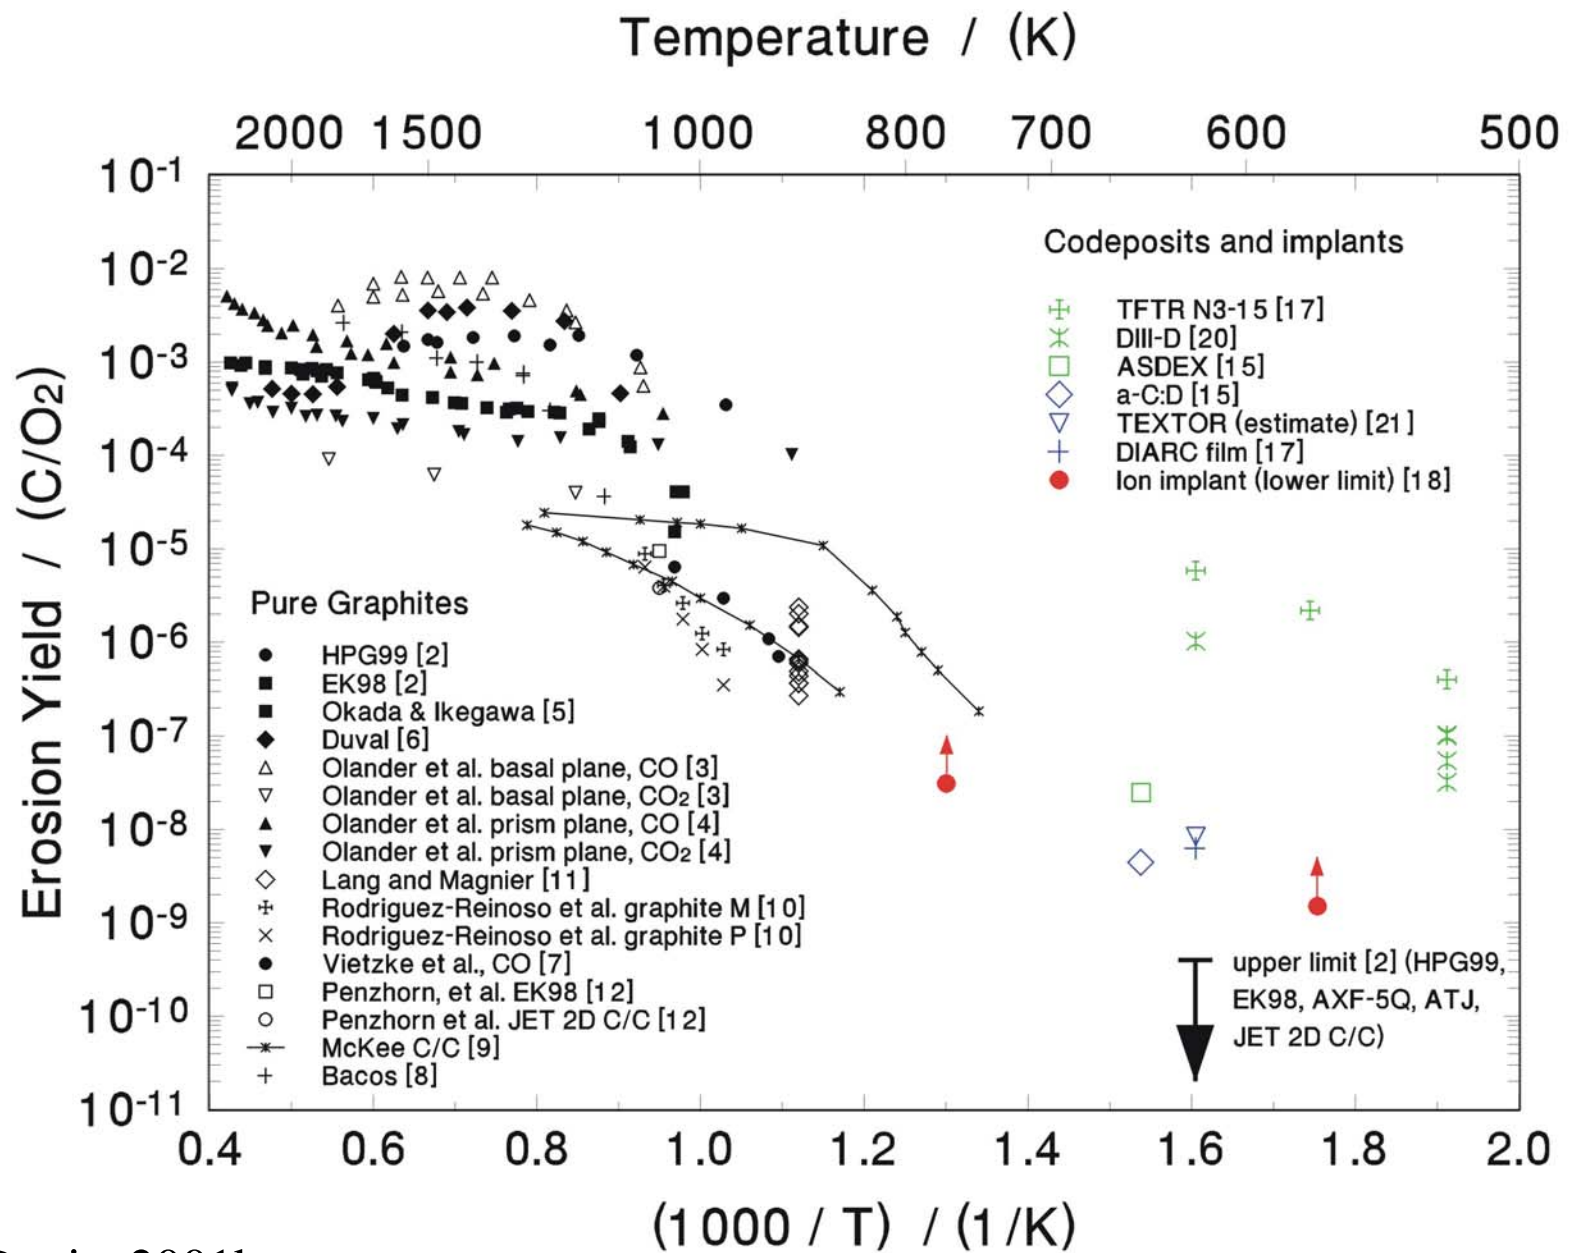 Temperature / (K)
2000 1500 1000 800 700 600 500
10-1
10-2
10-3
10-4
10-5
10-6
10-7
10-8
10-9
10-10
10-11
Erosion Yield / (C/O2)
Codeposits and implants
TFTR N3-15 [17]
DIII-D [20]
ASDEX [15]
a-C:D [15]
TEXTOR (estimate) [21]
DIARC film [17]
Ion implant (lower limit) [18]
Pure Graphites
HPG99 [2]
EK98 [2]
Okada & Ikegawa [5]
Duval [6]
Olander et al. basal plane, CO [3]
Olander et al. basal plane, CO2 [3]
Olander et al. prism plane, CO [4]
Olander et al. prism plane, CO2 [4]
Lang and Magnier [11]
Rodriguez-Reinoso et al. graphite M [10]
Rodriguez-Reinoso et al. graphite P [10]
Vietzke et al., CO [7]
Penzhorn, et al. EK98 [12]
Penzhorn et al. JET 2D C/C [12]
McKee C/C [9]
Bacos [8]
upper limit [2] (HPG99,
EK98, AXF-5Q, ATJ,
JET 2D C/C)
0.4 0.6 0.8 1.0 1.2 1.4 1.6 1.8 2.0
(1000 / T) / (1/K)